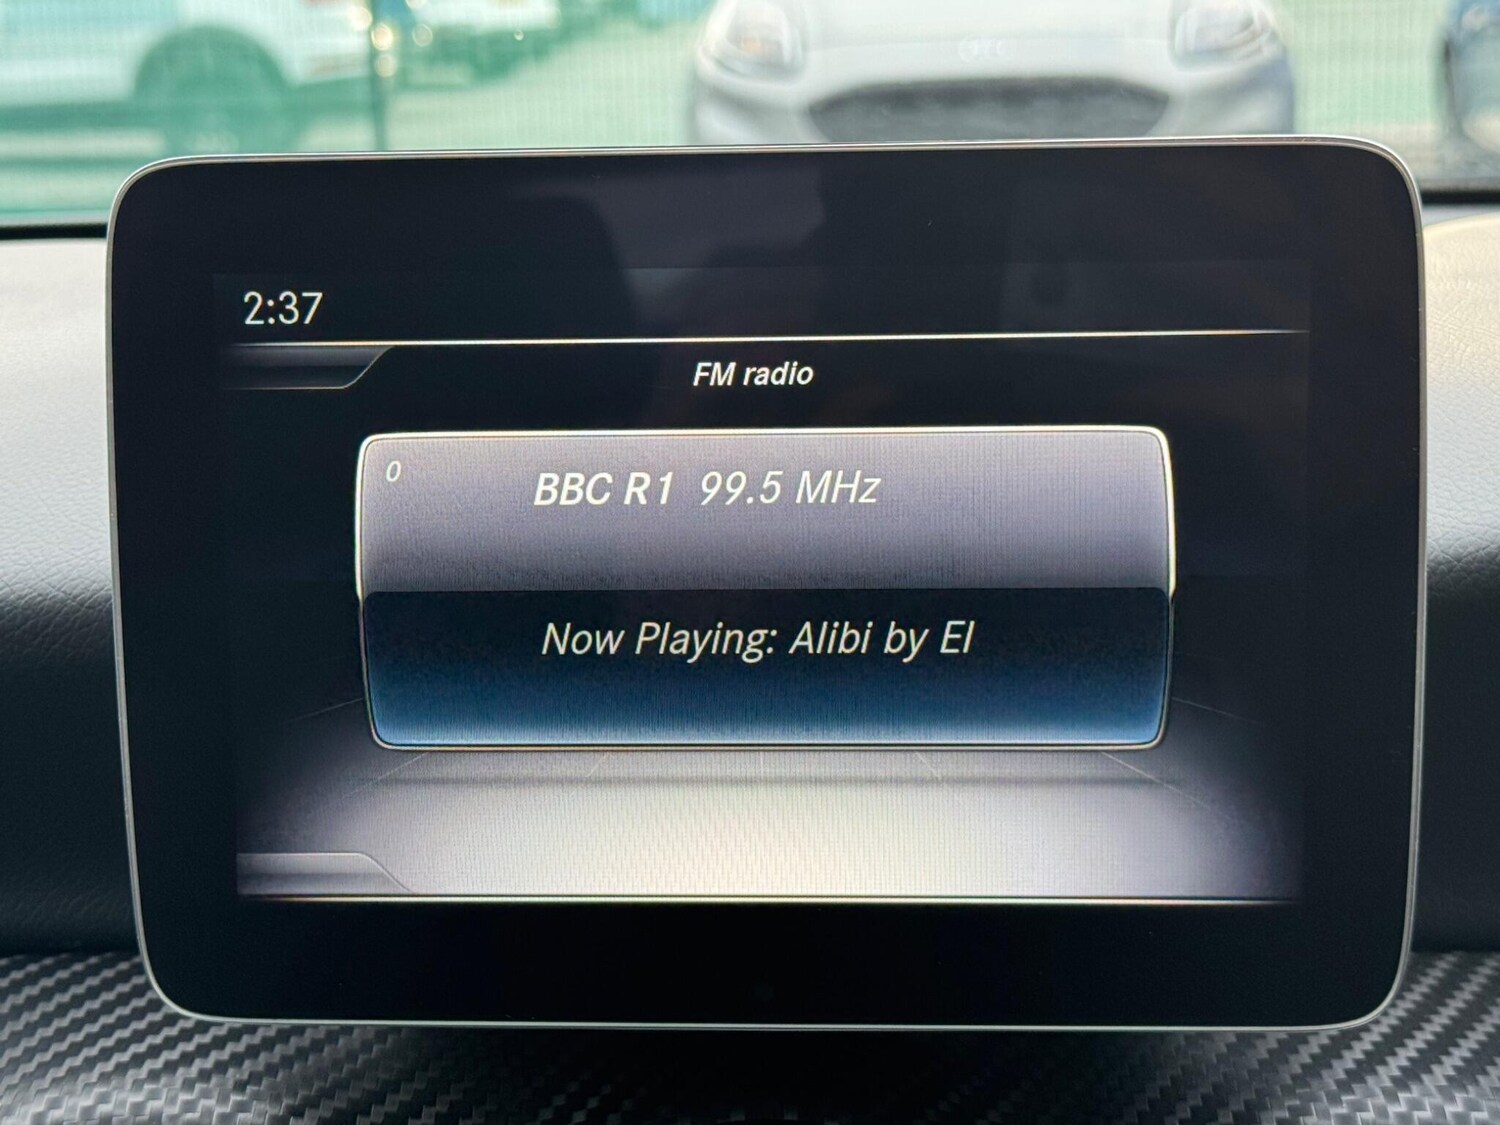 2:37
FM radio
0
BBC R1 99.5 MHz
Now Playing: Alibi by El